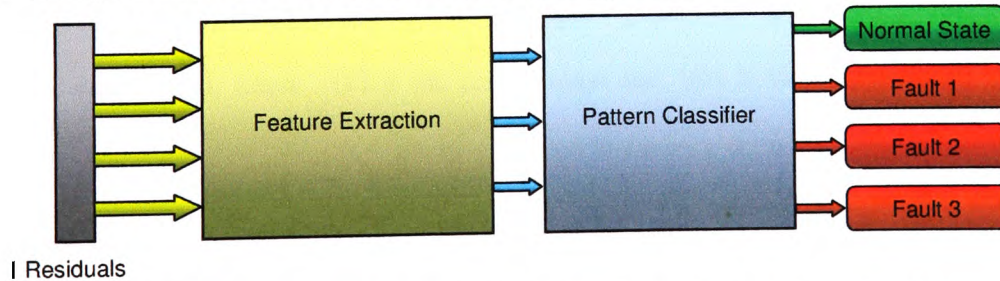 Normal State
Fault 1
Feature Extraction
Pattern Classifier
Fault 2
Fault 3
Residuals